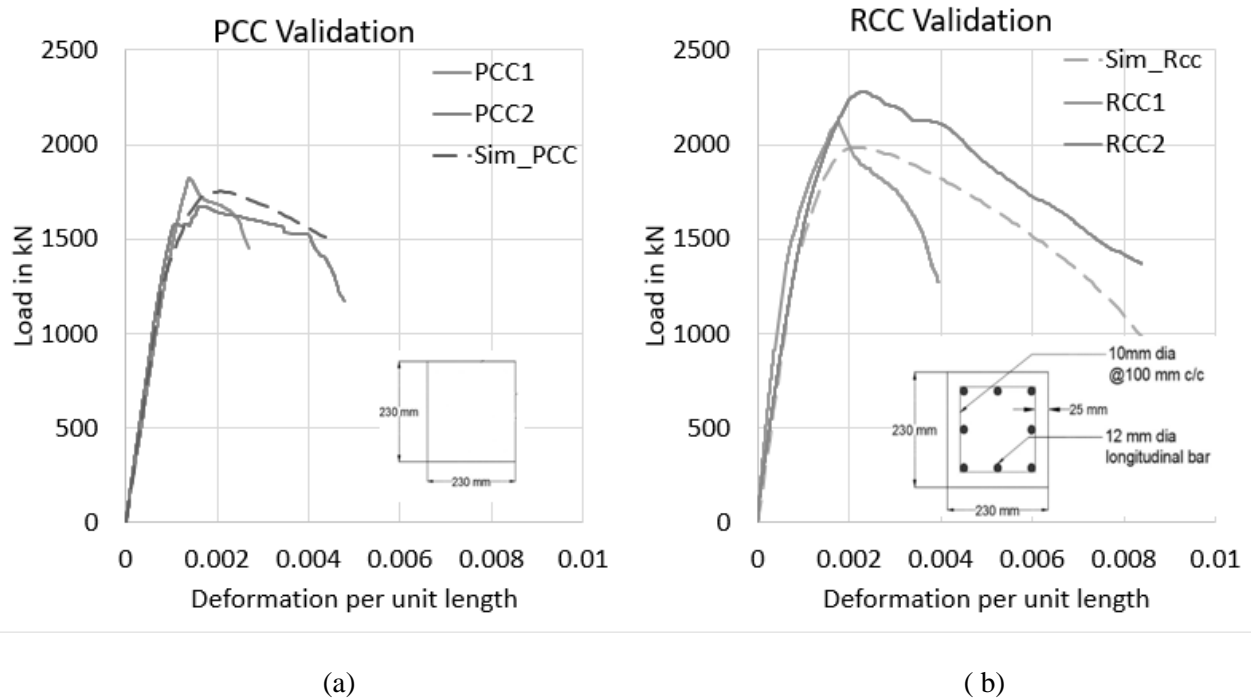 PCC Validation
2500
2000
1500
1000
500
0
Load in kN
PCC1
PCC2
Sim_PCC
230 mm
230 mm
0 0.002 0.004 0.006 0.008 0.01
Deformation per unit length
(a)
RCC Validation
2500
2000
1500
1000
500
0
Load in kN
Sim_Rcc
RCC1
RCC2
10mm dia
@100 mm c/c
25 mm
230 mm
12 mm dia
longitudinal bar
230 mm
0 0.002 0.004 0.006 0.008 0.01
Deformation per unit length
( b)